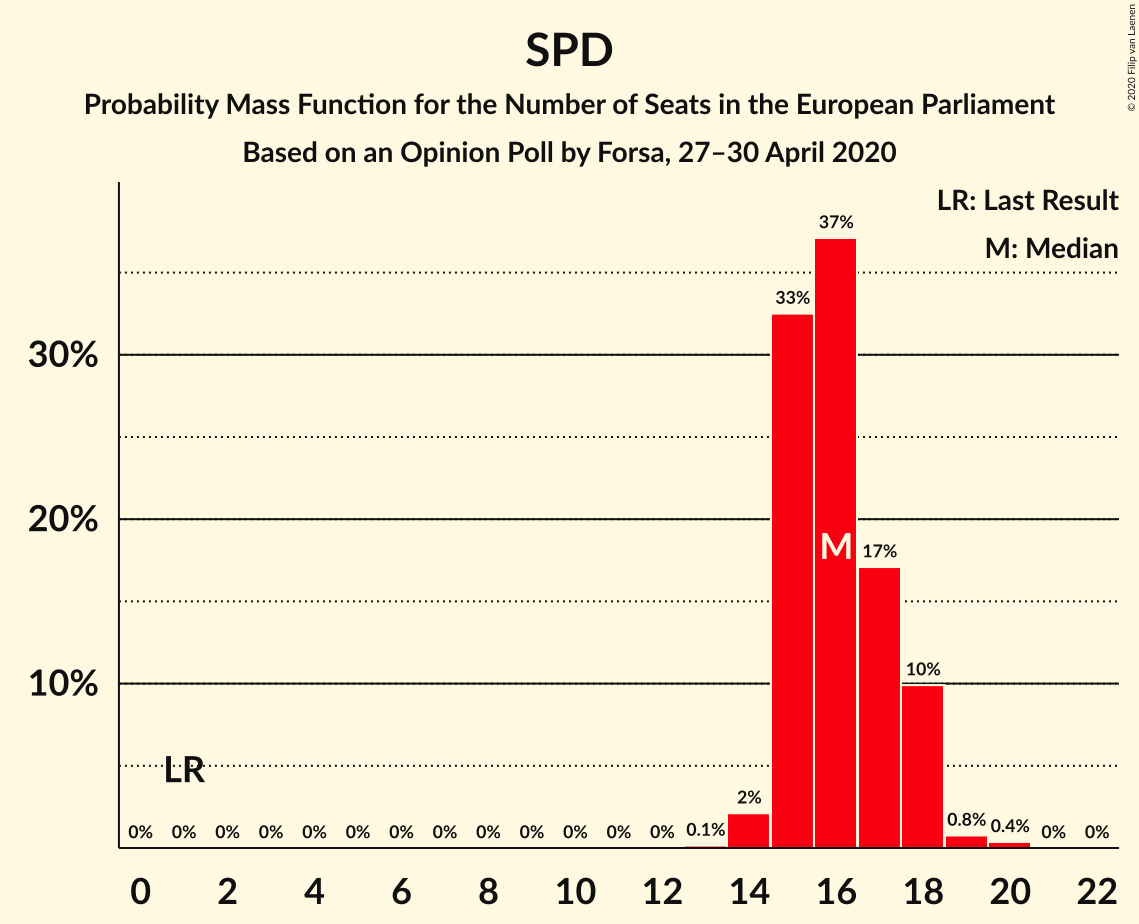 SPD
Probability Mass Function for the Number of Seats in the European Parliament
Based on an Opinion Poll by Forsa, 27–30 April 2020
© 2020 Filip van Laenen
LR: Last Result
M: Median
37%
33%
30%
20%
M
17%
10%
10%
LR
2%
0% 0% 0% 0% 0% 0% 0% 0% 0% 0% 0% 0% 0% 0.1% 0.8% 0.4% 0% 0%
0 2 4 6 8 10 12 14 16 18 20 22